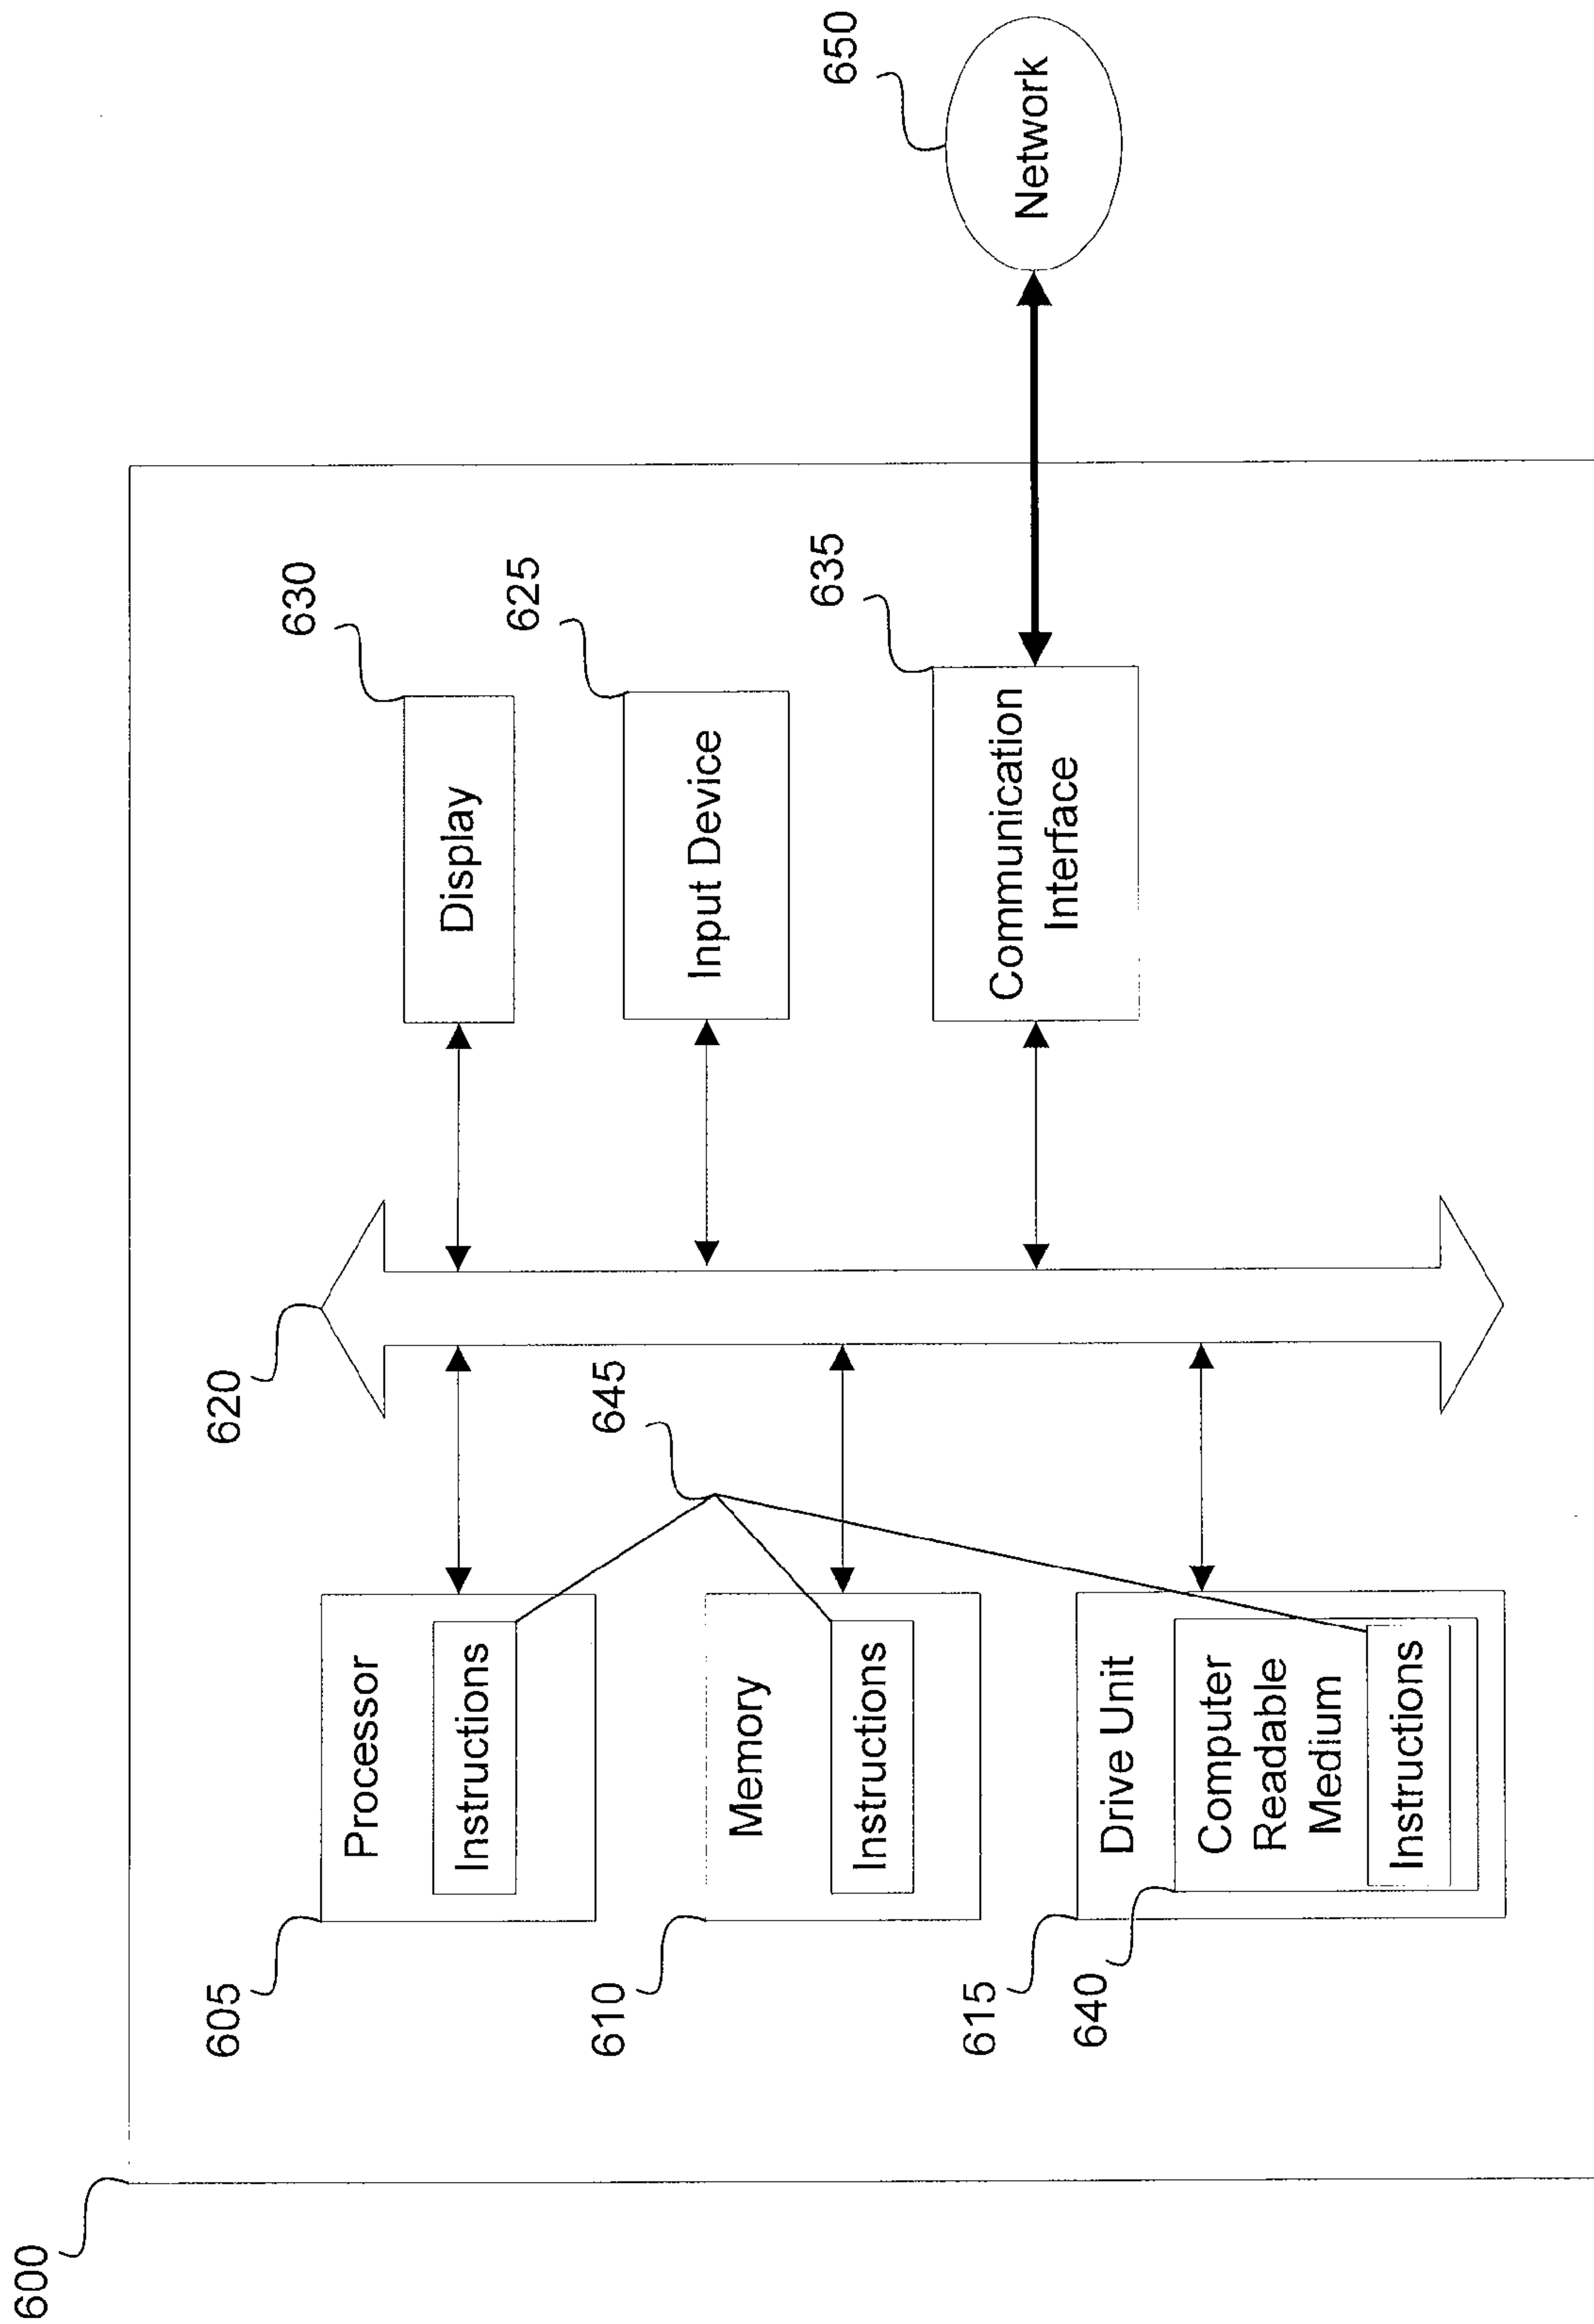 600
605
Processor
Instructions
610
Memory
Instructions
615
Drive Unit
640
Computer
Readable
Medium
Instructions
620
645
630
Display
625
Input Device
635
Communication
Interface
650
Network